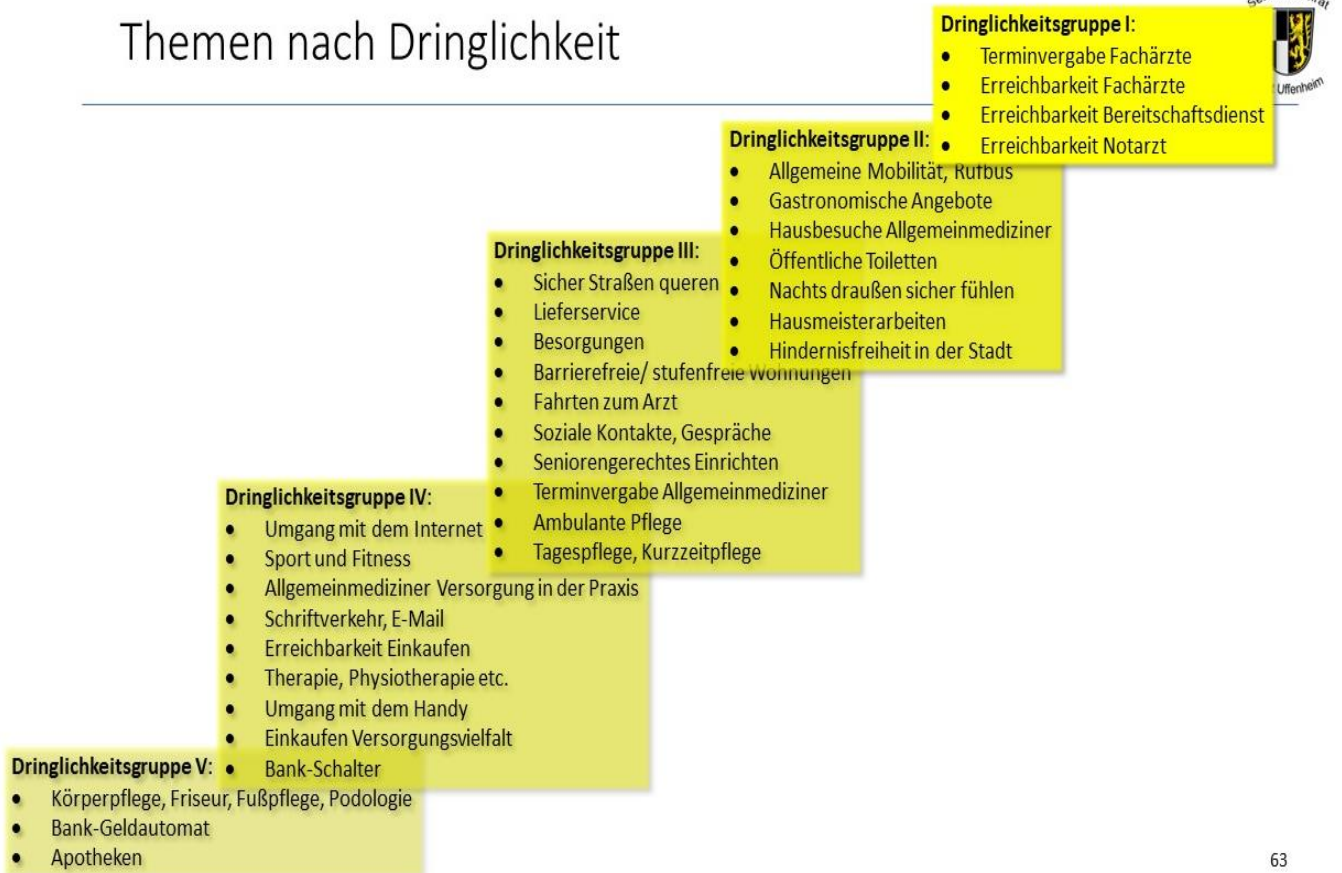 Themen nach Dringlichkeit
Uffenheim
Dringlichkeitsgruppe I:
• Terminvergabe Fachärzte
• Erreichbarkeit Fachärzte
• Erreichbarkeit Bereitschaftsdienst
• Erreichbarkeit Notarzt
Dringlichkeitsgruppe II:
• Allgemeine Mobilität, Rufbus
• Gastronomische Angebote
• Hausbesuche Allgemeinmediziner
• Öffentliche Toiletten
• Nachts draußen sicher fühlen
• Hausmeisterarbeiten
• Hindernisfreiheit in der Stadt
Dringlichkeitsgruppe III:
• Sicher Straßen queren
• Lieferservice
• Besorgungen
• Barrierefreie/ stufenfreie Wohnungen
• Fahrten zum Arzt
• Soziale Kontakte, Gespräche
• Seniorengerechtes Einrichten
• Terminvergabe Allgemeinmediziner
• Ambulante Pflege
• Tagespflege, Kurzzeitpflege
Dringlichkeitsgruppe IV:
• Umgang mit dem Internet
• Sport und Fitness
• Allgemeinmediziner Versorgung in der Praxis
• Schriftverkehr, E-Mail
• Erreichbarkeit Einkaufen
• Therapie, Physiotherapie etc.
• Umgang mit dem Handy
• Einkaufen Versorgungsvielfalt
• Bank-Schalter
Dringlichkeitsgruppe V:
• Körperpflege, Friseur, Fußpflege, Podologie
• Bank-Geldautomat
• Apotheken
63